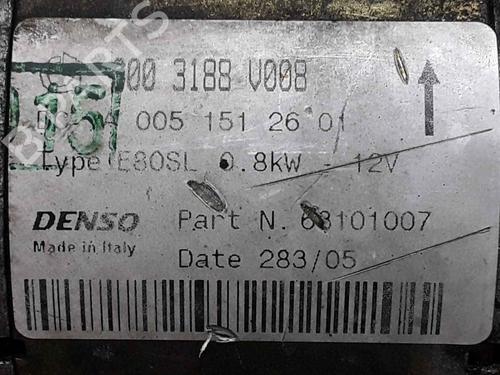 3188 V008
005 151 26 01
Type E80SL 0.8kW - 12V
DENSO Part N. 63101007
Made in Italy
Date 283/05